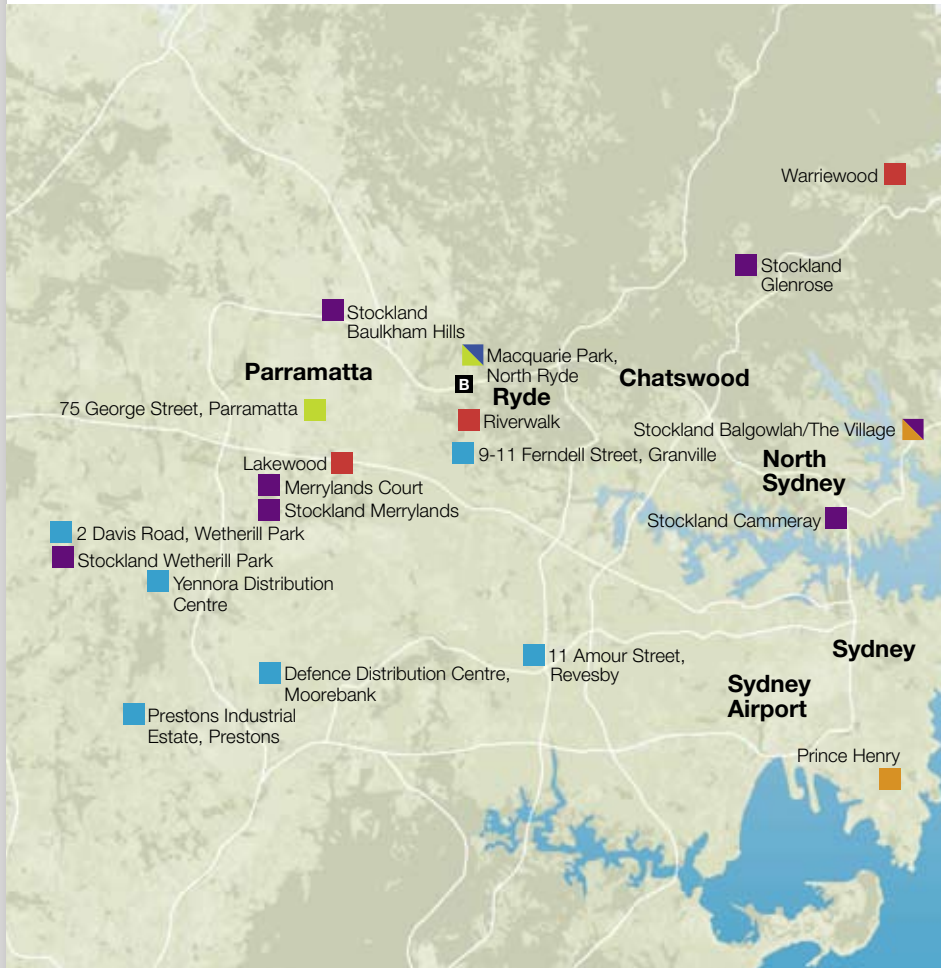 Warriewood
Stockland
Glenrose
Stockland
Baulkham Hills
Macquarie Park,
North Ryde
Parramatta
B
Ryde
Chatswood
75 George Street, Parramatta
Riverwalk
Stockland Balgowlah/The Village
Lakewood
9-11 Ferndell Street, Granville
North
Sydney
Merrylands Court
Stockland Merrylands
Stockland Cammeray
2 Davis Road, Wetherill Park
Stockland Wetherill Park
Yennora Distribution
Centre
Sydney
11 Amour Street,
Revesby
Defence Distribution Centre,
Moorebank
Sydney
Airport
Prestons Industrial
Estate, Prestons
Prince Henry